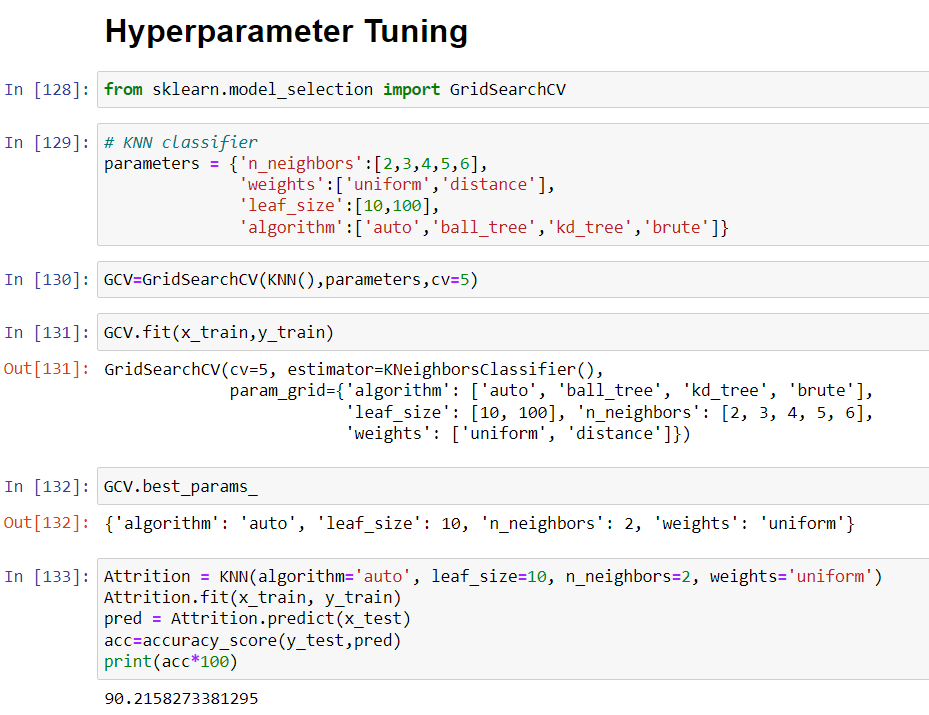 Hyperparameter Tuning
In [128]: from sklearn.model_selection import GridSearchCV
In [129]: # KNN classifier
parameters = {'n_neighbors':[2,3,4,5,6],
'weights':['uniform','distance'],
'leaf_size':[10,100],
'algorithm':['auto','ball_tree','kd_tree','brute']}
In [130]: GCV=GridSearchCV(KNN(),parameters,cv=5)
In [131]: GCV.fit(x_train,y_train)
Out[131]: GridSearchCV(cv=5, estimator=KNeighborsClassifier(),
param_grid={'algorithm': ['auto', 'ball_tree', 'kd_tree', 'brute'],
'leaf_size': [10, 100], 'n_neighbors': [2, 3, 4, 5, 6],
'weights': ['uniform', 'distance']})
In [132]: GCV.best_params_
Out[132]: {'algorithm': 'auto', 'leaf_size': 10, 'n_neighbors': 2, 'weights': 'uniform'}
In [133]: Attrition = KNN(algorithm='auto', leaf_size=10, n_neighbors=2, weights='uniform')
Attrition.fit(x_train, y_train)
pred = Attrition.predict(x_test)
acc=accuracy_score(y_test,pred)
print(acc*100)
90.2158273381295